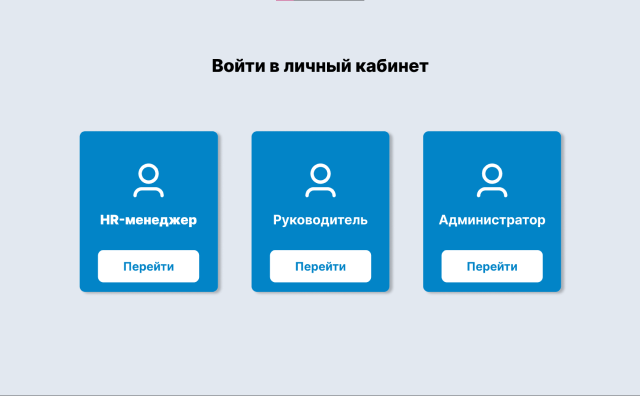 Войти в личный кабинет
HR-менеджер
Руководитель
Администратор
Перейти
Перейти
Перейти